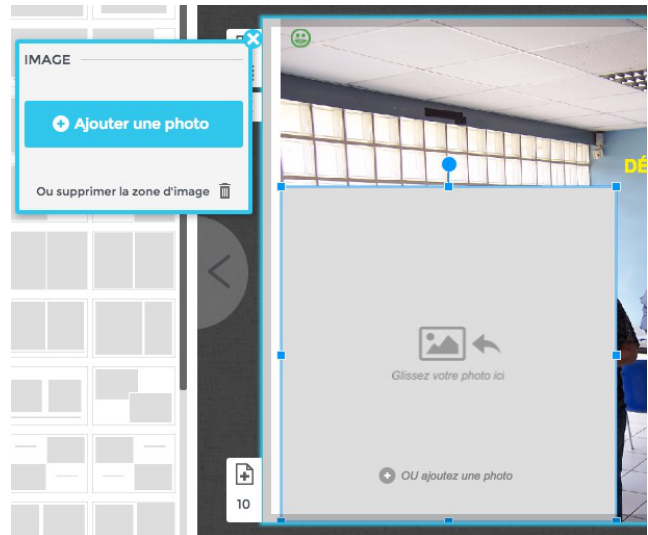 IMAGE
Ajouter une photo
Ou supprimer la zone d'image
DÉ
Glissez votre photo ici
OU ajoutez une photo
10